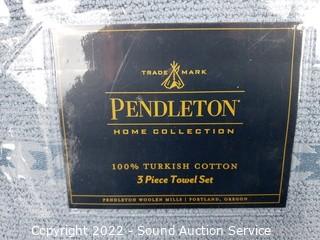 TRADE MARK
PENDLETON
HOME COLLECTION
100% TURKISH COTTON
3 Piece Towel Set
PENDLETON WOOLEN MILLS | PORTLAND, OREGON
Copyright 2022 - Sound Auction Service